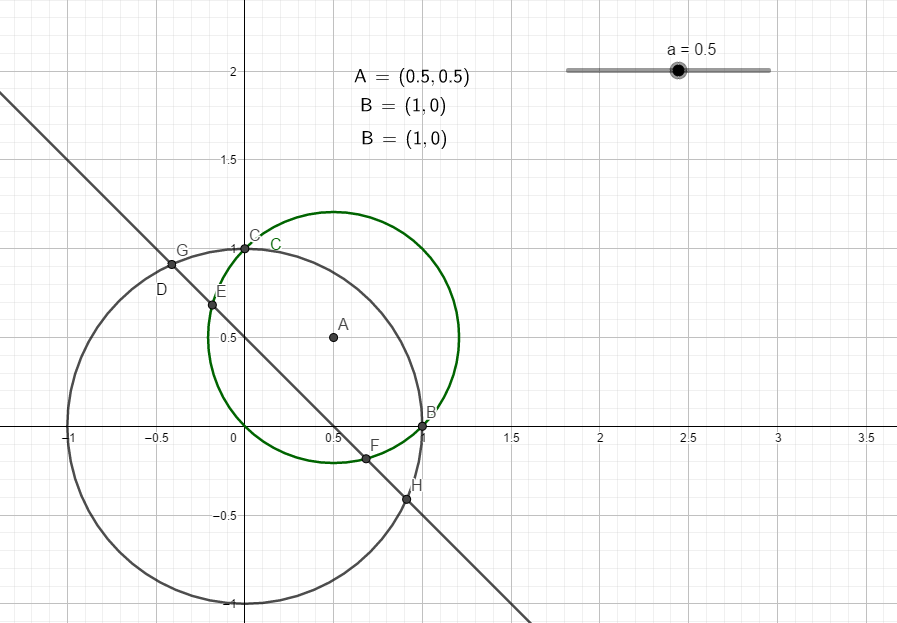 a = 0.5
2
A = (0.5, 0.5)
B = (1, 0)
B = (1, 0)
1.5
C
1
C
G
D
E
A
0.5
B
−1
−0.5
0
0.5
1
1.5
2
2.5
3
3.5
F
H
−0.5
−1